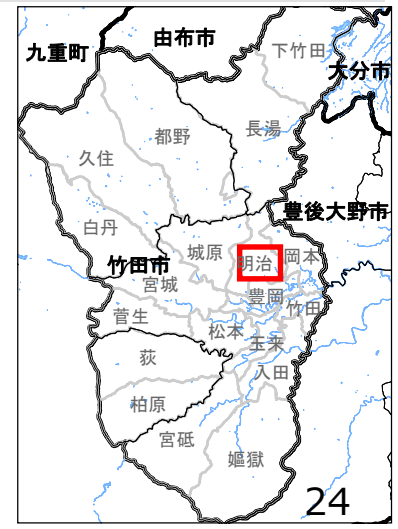 由布市
九重町
下竹田
大分市
長湯
都野
久住
豊後大野市
白丹
城原
岡本
明治
竹田市
宮城
豊岡
竹田
菅生
松本
玉来
荻
入田
柏原
宮砥
嫗獄
24